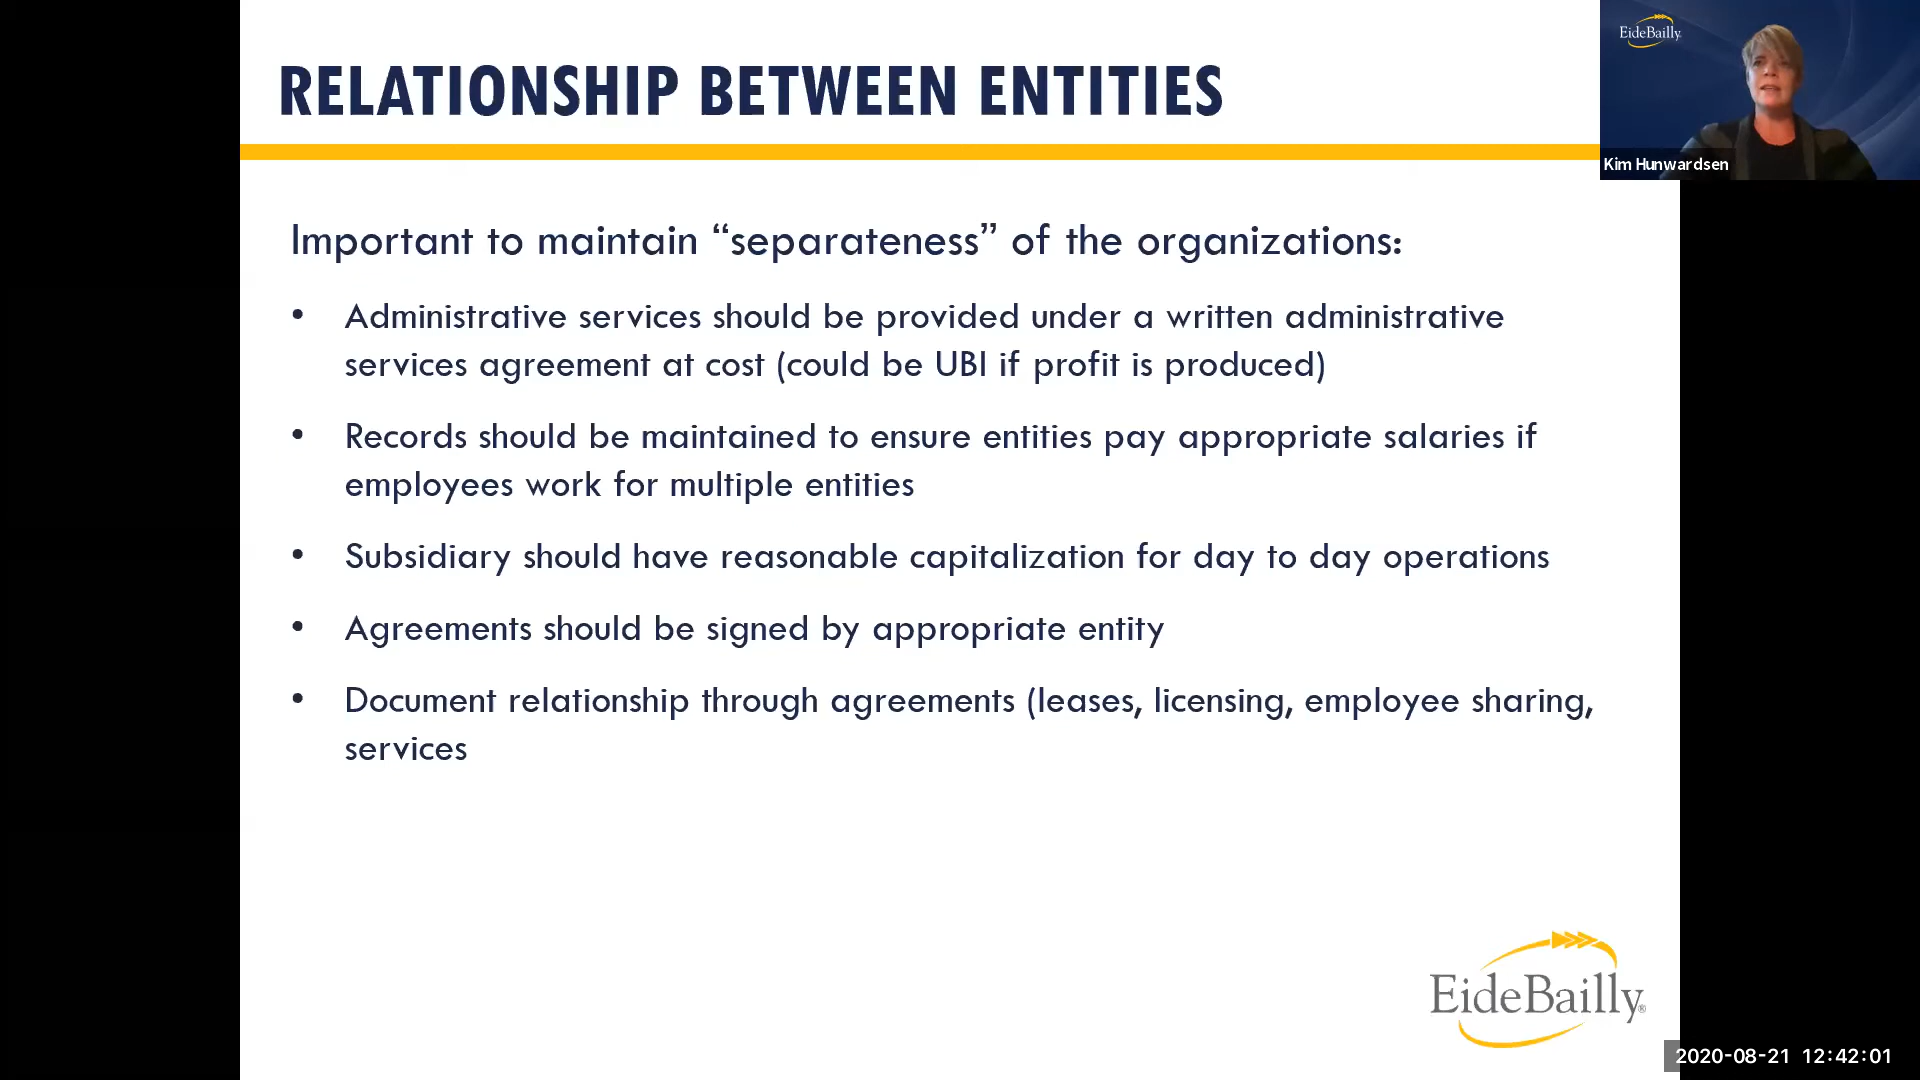 RELATIONSHIP BETWEEN ENTITIES
EideBailly
Kim Hunwardsen
Important to maintain “separateness” of the organizations:
• Administrative services should be provided under a written administrative
services agreement at cost (could be UBI if profit is produced)
• Records should be maintained to ensure entities pay appropriate salaries if
employees work for multiple entities
• Subsidiary should have reasonable capitalization for day to day operations
• Agreements should be signed by appropriate entity
• Document relationship through agreements (leases, licensing, employee sharing,
services
EideBailly®
2020-08-21 12:42:01